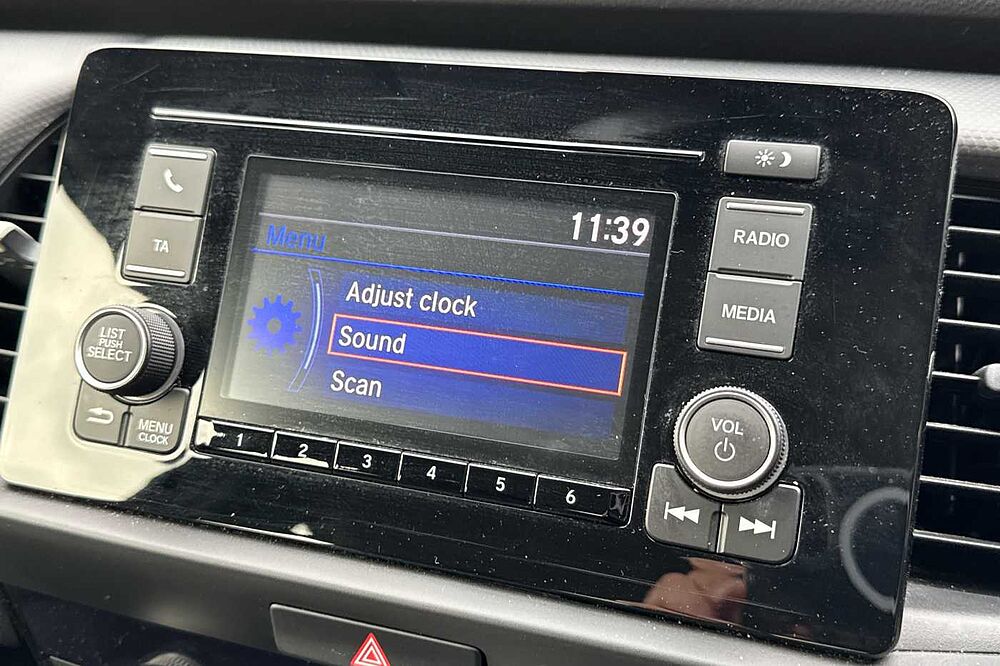 TA
LIST
PUSH
SELECT
MENU
CLOCK
11:39
Menu
Adjust clock
Sound
Scan
1 2 3 4 5 6
RADIO
MEDIA
VOL